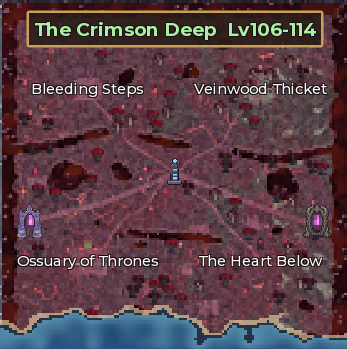 The Crimson Deep Lv106-114
Bleeding Steps
Veinwood Thicket
Ossuary of Thrones
The Heart Below